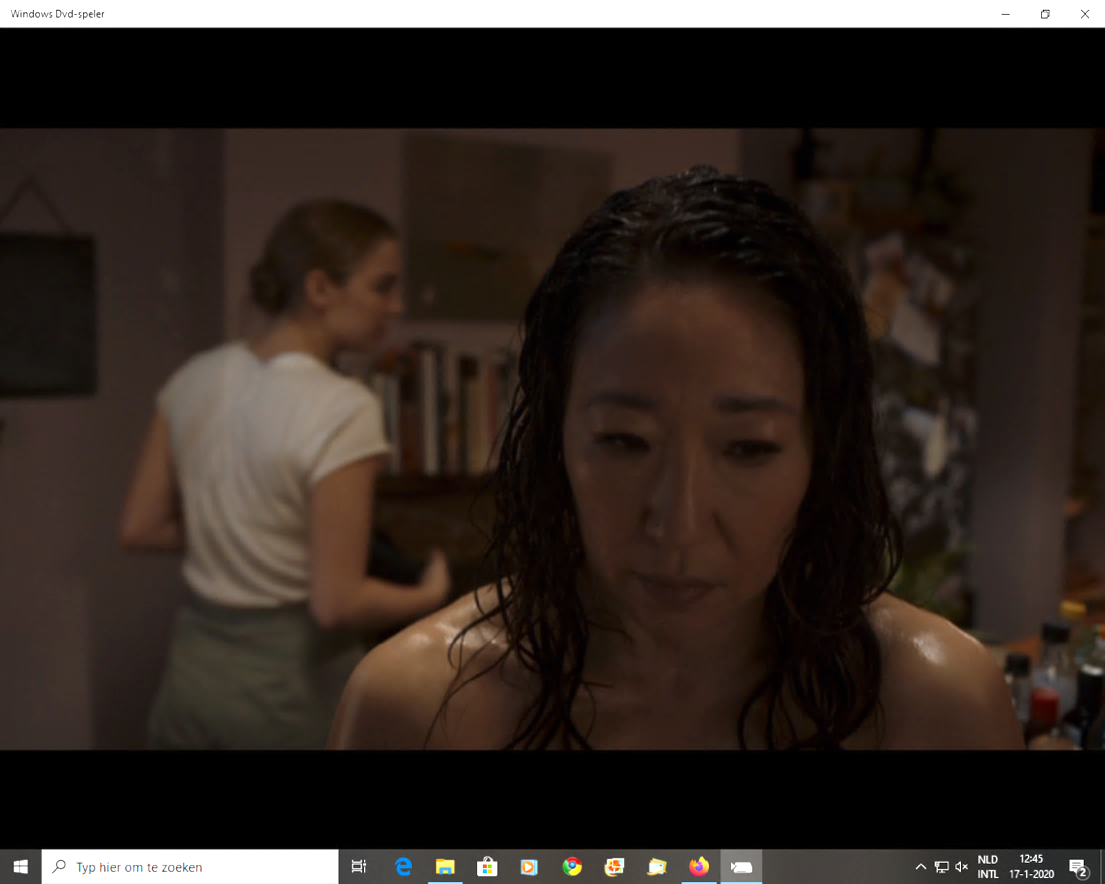 Windows Dvd-speler
Typ hier om te zoeken
NLD
INTL
12:45
17-1-2020
2